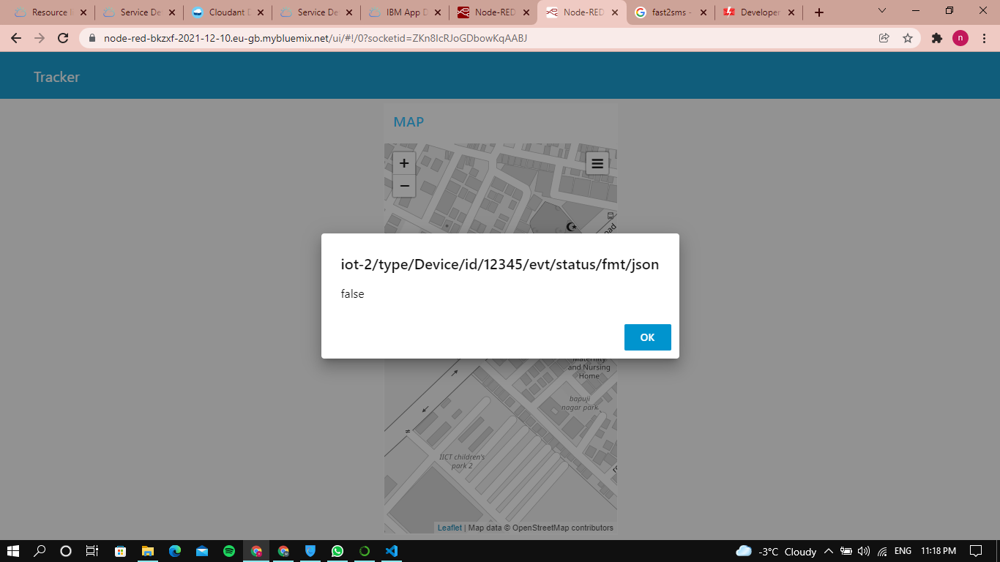 Resource
Service De
Cloudant
Service De
IBM App D
Node-RED
Node-RED
fast2sms -
Developer
n
node-red-bkzxf-2021-12-10.eu-gb.mybluemix.net/ui/#!/0?socketid=ZKn8IcRJoGDbowKqAABJ
Tracker
MAP
+
−
iot-2/type/Device/id/12345/evt/status/fmt/json
false
OK
Maternity
and Nursing
Home
bapuji
nagar park
IICT children's
park 2
Leaflet | Map data © OpenStreetMap contributors
-3°C Cloudy
ENG
11:18 PM